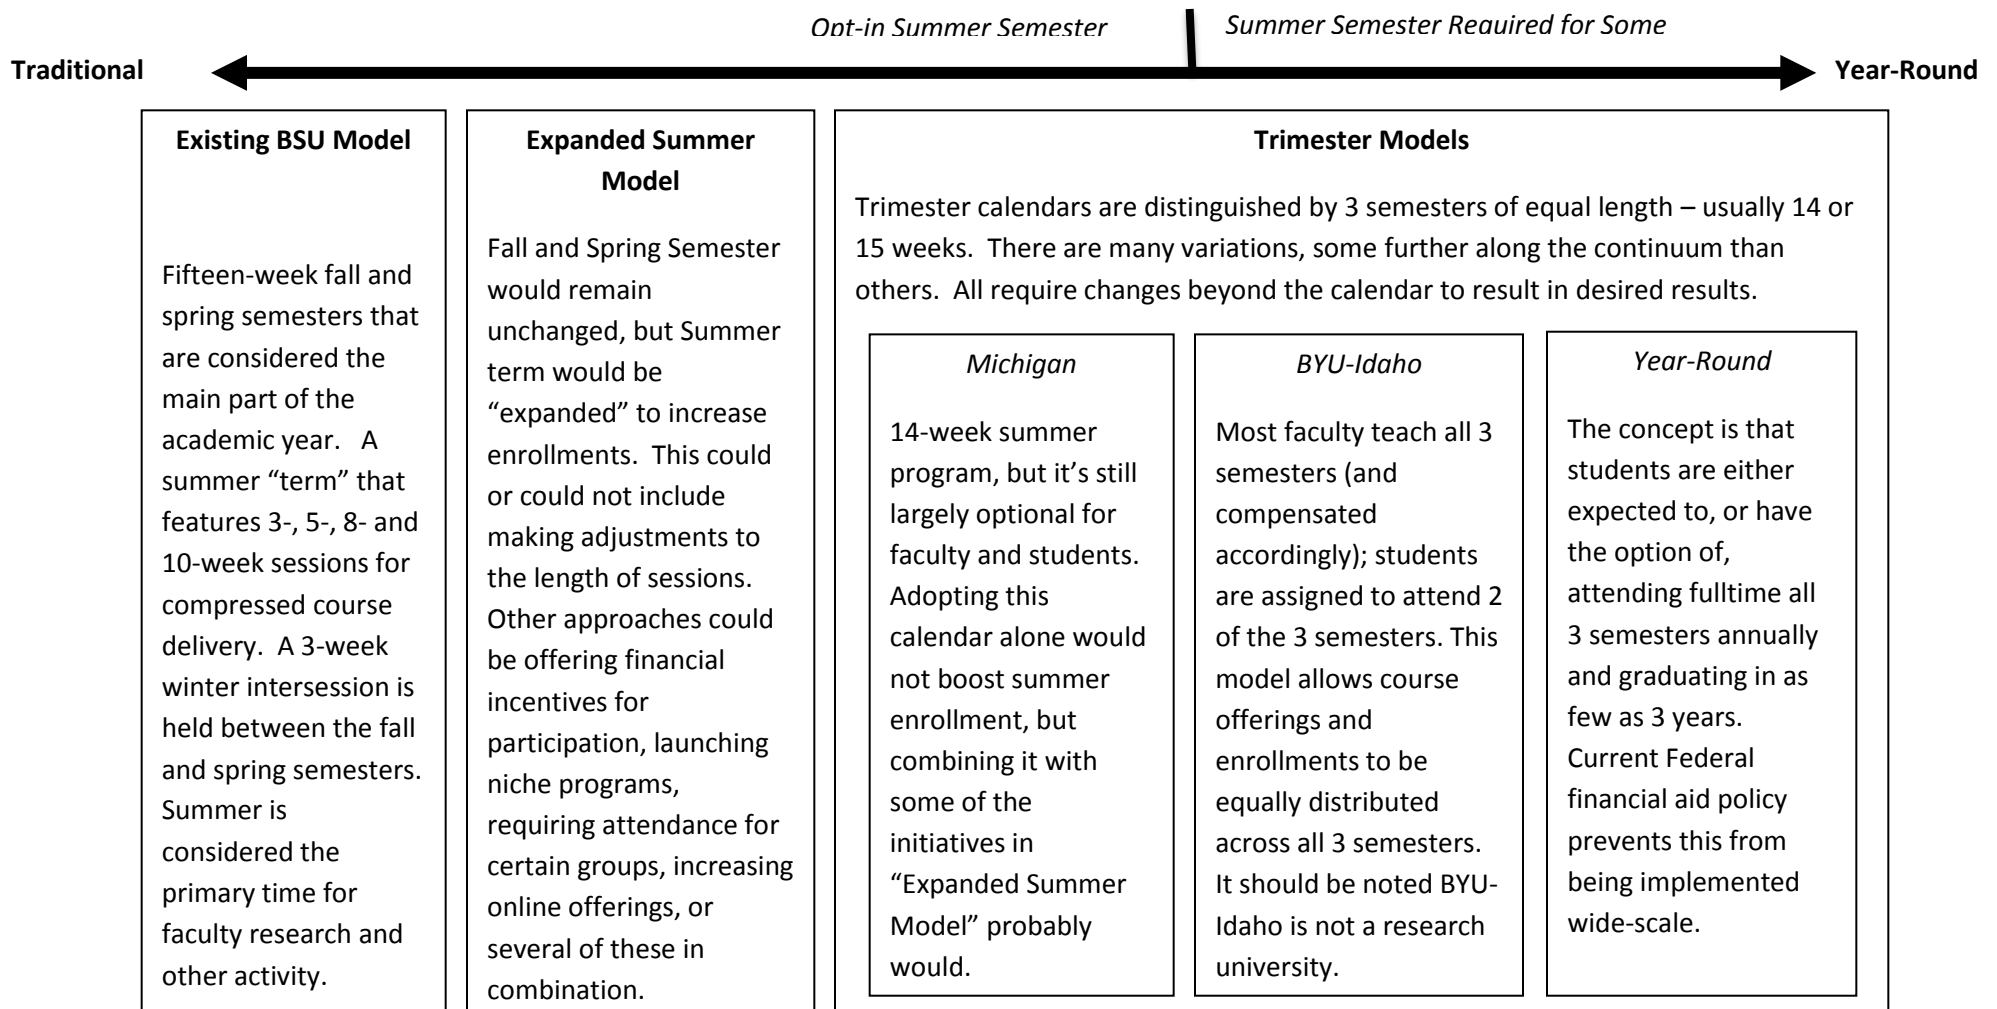 Opt-in Summer Semester
Summer Semester Required for Some
Traditional
Year-Round
Existing BSU Model
Fifteen-week fall and
spring semesters that
are considered the
main part of the
academic year.   A
summer “term” that
features 3-, 5-, 8- and
10-week sessions for
compressed course
delivery.  A 3-week
winter intersession is
held between the fall
and spring semesters.
Summer is
considered the
primary time for
faculty research and
other activity.
Expanded Summer
Model
Fall and Spring Semester
would remain
unchanged, but Summer
term would be
“expanded” to increase
enrollments.  This could
or could not include
making adjustments to
the length of sessions.
Other approaches could
be offering financial
incentives for
participation, launching
niche programs,
requiring attendance for
certain groups, increasing
online offerings, or
several of these in
combination.
Trimester Models
Trimester calendars are distinguished by 3 semesters of equal length – usually 14 or
15 weeks.  There are many variations, some further along the continuum than
others.  All require changes beyond the calendar to result in desired results.
Michigan
14-week summer
program, but it’s still
largely optional for
faculty and students.
Adopting this
calendar alone would
not boost summer
enrollment, but
combining it with
some of the
initiatives in
“Expanded Summer
Model” probably
would.
BYU-Idaho
Most faculty teach all 3
semesters (and
compensated
accordingly); students
are assigned to attend 2
of the 3 semesters. This
model allows course
offerings and
enrollments to be
equally distributed
across all 3 semesters.
It should be noted BYU-
Idaho is not a research
university.
Year-Round
The concept is that
students are either
expected to, or have
the option of,
attending fulltime all
3 semesters annually
and graduating in as
few as 3 years.
Current Federal
financial aid policy
prevents this from
being implemented
wide-scale.